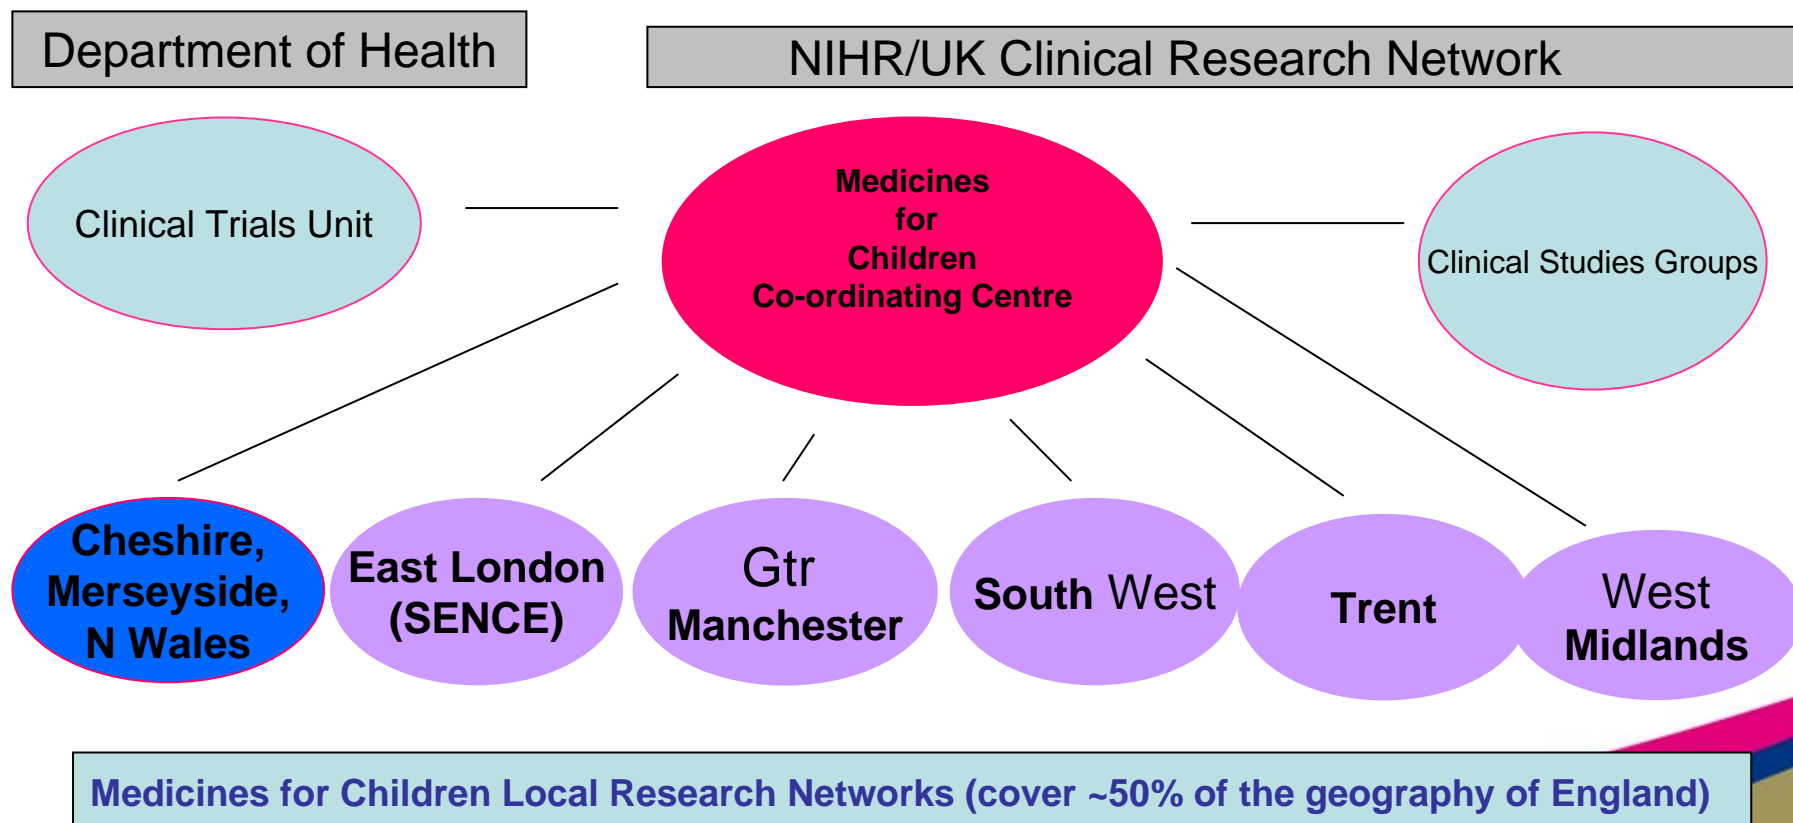 Department of Health
NIHR/UK Clinical Research Network
Clinical Trials Unit
Medicines
for
Children
Co-ordinating Centre
Clinical Studies Groups
Cheshire,
Merseyside,
N Wales
East London
(SENCE)
Gtr
Manchester
South West
Trent
West
Midlands
Medicines for Children Local Research Networks (cover ~50% of the geography of England)